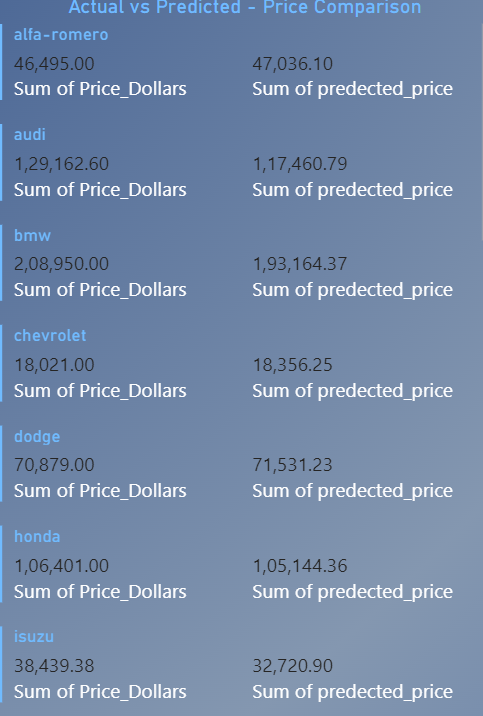 Actual vs Predicted - Price Comparison
alfa-romero
46,495.00 47,036.10
Sum of Price_Dollars Sum of predected_price
audi
1,29,162.60 1,17,460.79
Sum of Price_Dollars Sum of predected_price
bmw
2,08,950.00 1,93,164.37
Sum of Price_Dollars Sum of predected_price
chevrolet
18,021.00 18,356.25
Sum of Price_Dollars Sum of predected_price
dodge
70,879.00 71,531.23
Sum of Price_Dollars Sum of predected_price
honda
1,06,401.00 1,05,144.36
Sum of Price_Dollars Sum of predected_price
isuzu
38,439.38 32,720.90
Sum of Price_Dollars Sum of predected_price